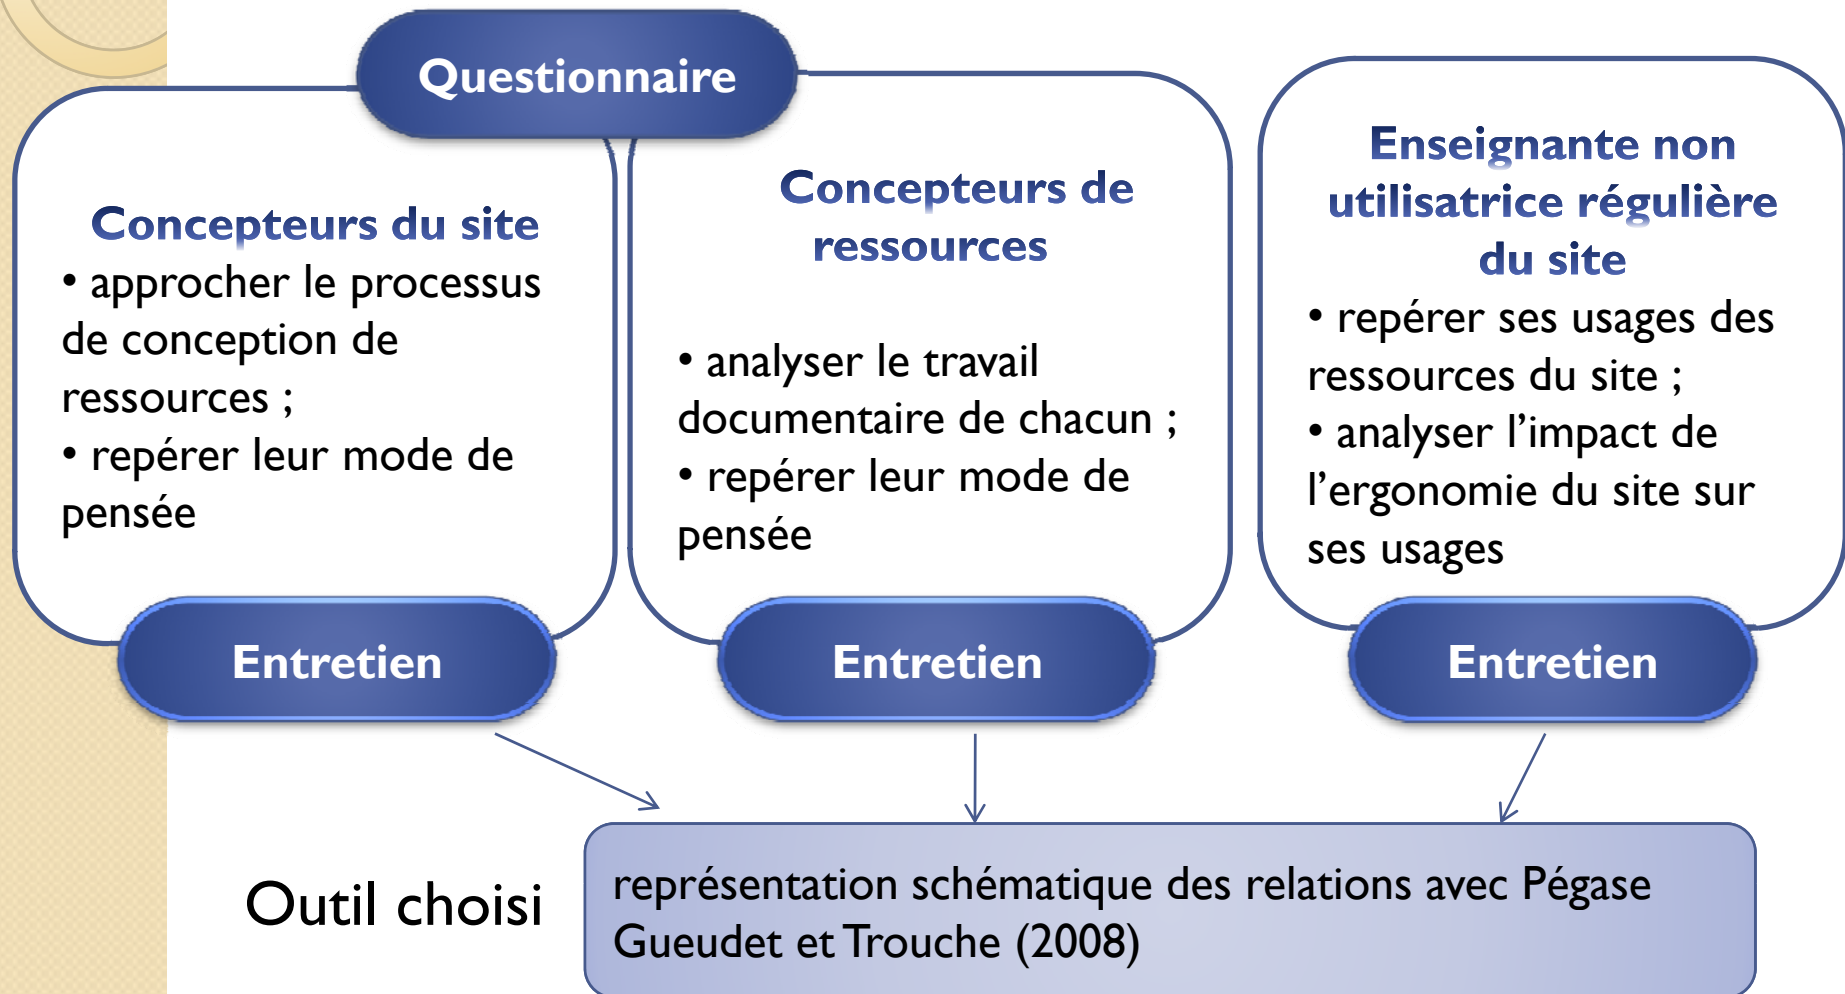 Questionnaire
Concepteurs du site
• approcher le processus
de conception de
ressources ;
• repérer leur mode de
pensée
Entretien
Concepteurs de
ressources
• analyser le travail
documentaire de chacun ;
• repérer leur mode de
pensée
Entretien
Enseignante non
utilisatrice régulière
du site
• repérer ses usages des
ressources du site ;
• analyser l’impact de
l’ergonomie du site sur
ses usages
Entretien
Outil choisi
représentation schématique des relations avec Pégase
Gueudet et Trouche (2008)